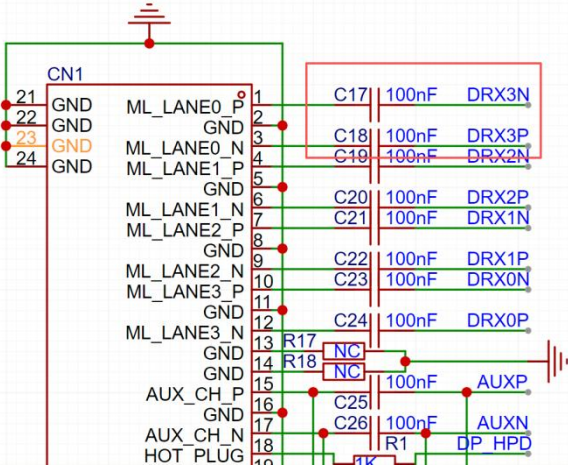 CN1
21 GND
22 GND
23 GND
24 GND
ML_LANE0_P 1 C17 100nF DRX3N
GND 2
ML_LANE0_N 3 C18 100nF DRX3P
ML_LANE1_P 4 C19 100nF DRX2N
GND 5
ML_LANE1_N 6 C20 100nF DRX2P
ML_LANE2_P 7 C21 100nF DRX1N
GND 8
ML_LANE2_N 9 C22 100nF DRX1P
ML_LANE3_P 10 C23 100nF DRX0N
GND 11
ML_LANE3_N 12 C24 100nF DRX0P
GND 13 R17 NC
GND 14 R18 NC
AUX_CH_P 15 C25 100nF AUXP
GND 16
AUX_CH_N 17 C26 100nF AUXN
HOT_PLUG 18 R1 1K DP_HPD
19